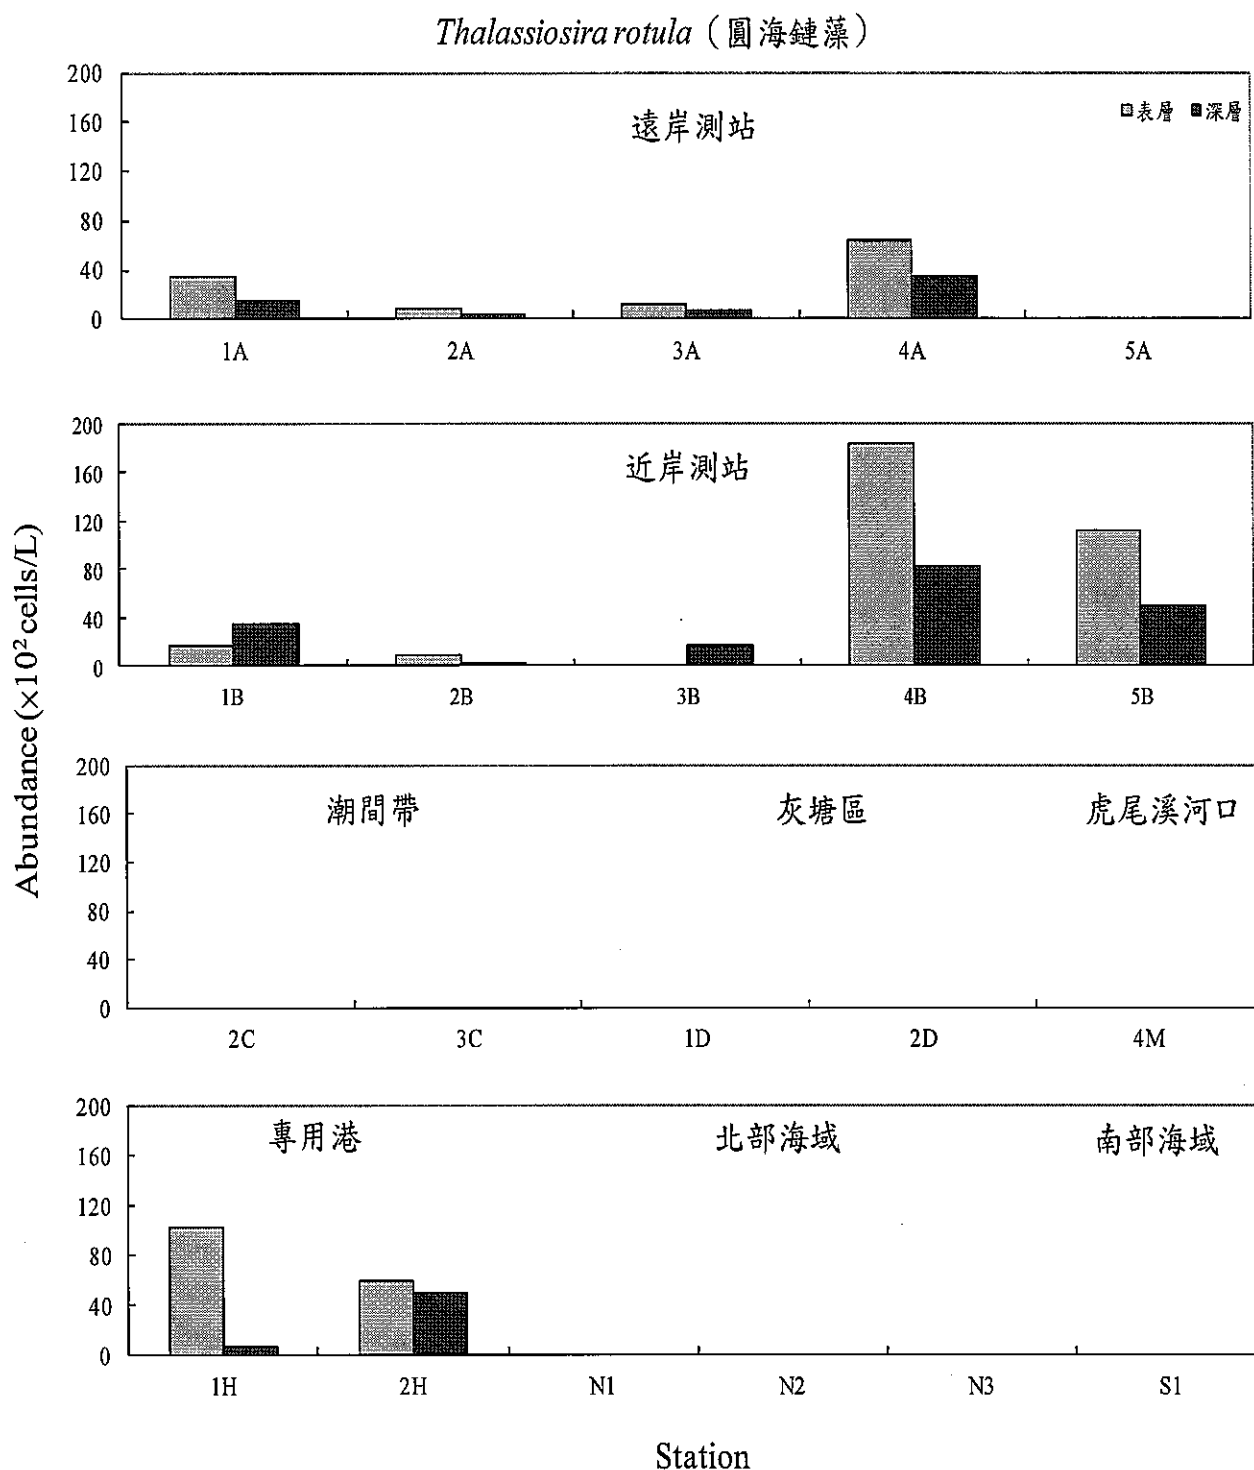 Thalassiosira rotula (圓海鏈藻)
200
160
120
80
40
0
遠岸測站
表層 深層
1A 2A 3A 4A 5A
200
160
120
80
40
0
近岸測站
1B 2B 3B 4B 5B
Abundance (×10² cells/L)
200
160
120
80
40
0
潮間帶 灰塘區 虎尾溪河口
2C 3C 1D 2D 4M
200
160
120
80
40
0
專用港 北部海域 南部海域
1H 2H N1 N2 N3 S1
Station